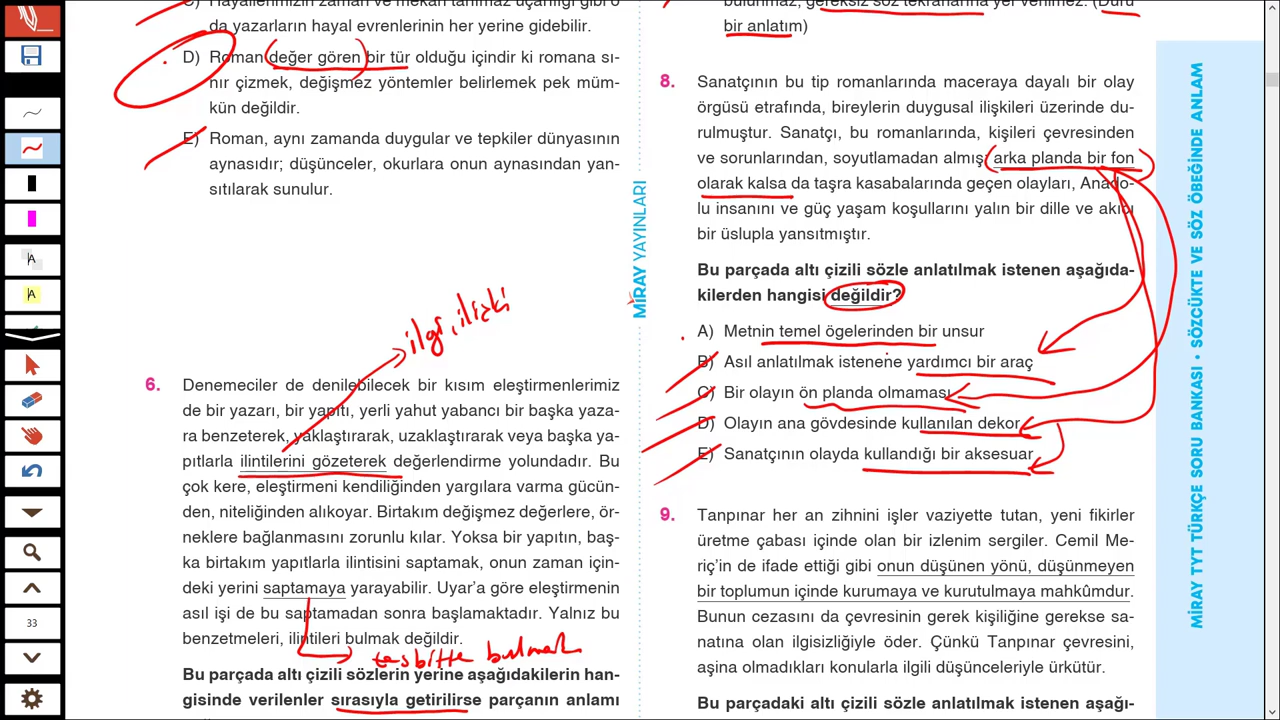 C) Hayallerimizin zaman ve mekân tanımaz uçarılığı gibi o
da yazarların hayal evrenlerinin her yerine gidebilir.
D) Roman değer gören bir tür olduğu içindir ki romana sı-
nır çizmek, değişmez yöntemler belirlemek pek müm-
kün değildir.
E) Roman, aynı zamanda duygular ve tepkiler dünyasının
aynasıdır; düşünceler, okurlara onun aynasından yan-
sıtılarak sunulur.
ilgi, ilişki
6. Denemeciler de denilebilecek bir kısım eleştirmenlerimiz
de bir yazarı, bir yapıtı, yerli yahut yabancı bir başka yaza-
ra benzeterek, yaklaştırarak, uzaklaştırarak veya başka ya-
pıtlarla ilintilerini gözeterek değerlendirme yolundadır. Bu
çok kere, eleştirmeni kendiliğinden yargılara varma gücün-
den, niteliğinden alıkoyar. Birtakım değişmez değerlere, ör-
neklere bağlanmasını zorunlu kılar. Yoksa bir yapıtın, baş-
ka birtakım yapıtlarla ilintisini saptamak, onun zaman için-
deki yerini saptamaya yarayabilir. Uyar'a göre eleştirmenin
asıl işi de bu saptamadan sonra başlamaktadır. Yalnız bu
benzetmeleri, ilintileri bulmak değildir.
tesbitte bulmak
Bu parçada altı çizili sözlerin yerine aşağıdakilerin han-
gisinde verilenler sırasıyla getirilirse parçanın anlamı
MİRAY YAYINLARI
bulunmaz, gereksiz söz tekrarlarına yer verilmez. (Duru
bir anlatım)
8. Sanatçının bu tip romanlarında maceraya dayalı bir olay
örgüsü etrafında, bireylerin duygusal ilişkileri üzerinde du-
rulmuştur. Sanatçı, bu romanlarında, kişileri çevresinden
ve sorunlarından, soyutlamadan almış; arka planda bir fon
olarak kalsa da taşra kasabalarında geçen olayları, Anado-
lu insanını ve güç yaşam koşullarını yalın bir dille ve akıcı
bir üslupla yansıtmıştır.
Bu parçada altı çizili sözle anlatılmak istenen aşağıda-
kilerden hangisi değildir?
A) Metnin temel ögelerinden bir unsur
B) Asıl anlatılmak istenene yardımcı bir araç
C) Bir olayın ön planda olmaması
D) Olayın ana gövdesinde kullanılan dekor
E) Sanatçının olayda kullandığı bir aksesuar
9. Tanpınar her an zihnini işler vaziyette tutan, yeni fikirler
üretme çabası içinde olan bir izlenim sergiler. Cemil Me-
riç'in de ifade ettiği gibi onun düşünen yönü, düşünmeyen
bir toplumun içinde kurumaya ve kurutulmaya mahkûmdur.
Bunun cezasını da çevresinin gerek kişiliğine gerekse sa-
natına olan ilgisizliğiyle öder. Çünkü Tanpınar çevresini,
aşina olmadıkları konularla ilgili düşünceleriyle ürkütür.
Bu parçadaki altı çizili sözle anlatılmak istenen aşağı-
MİRAY TYT TÜRKÇE SORU BANKASI • SÖZCÜKTE VE SÖZ ÖBEĞİNDE ANLAM
A
A
33